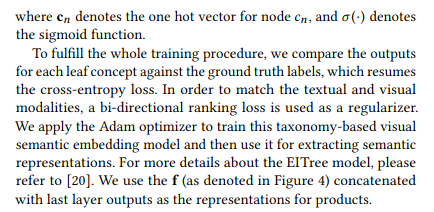 where c_n denotes the one hot vector for node c_n, and σ(·) denotes
the sigmoid function.
To fulfill the whole training procedure, we compare the outputs
for each leaf concept against the ground truth labels, which resumes
the cross-entropy loss. In order to match the textual and visual
modalities, a bi-directional ranking loss is used as a regularizer.
We apply the Adam optimizer to train this taxonomy-based visual
semantic embedding model and then use it for extracting semantic
representations. For more details about the EITree model, please
refer to [20]. We use the f (as denoted in Figure 4) concatenated
with last layer outputs as the representations for products.